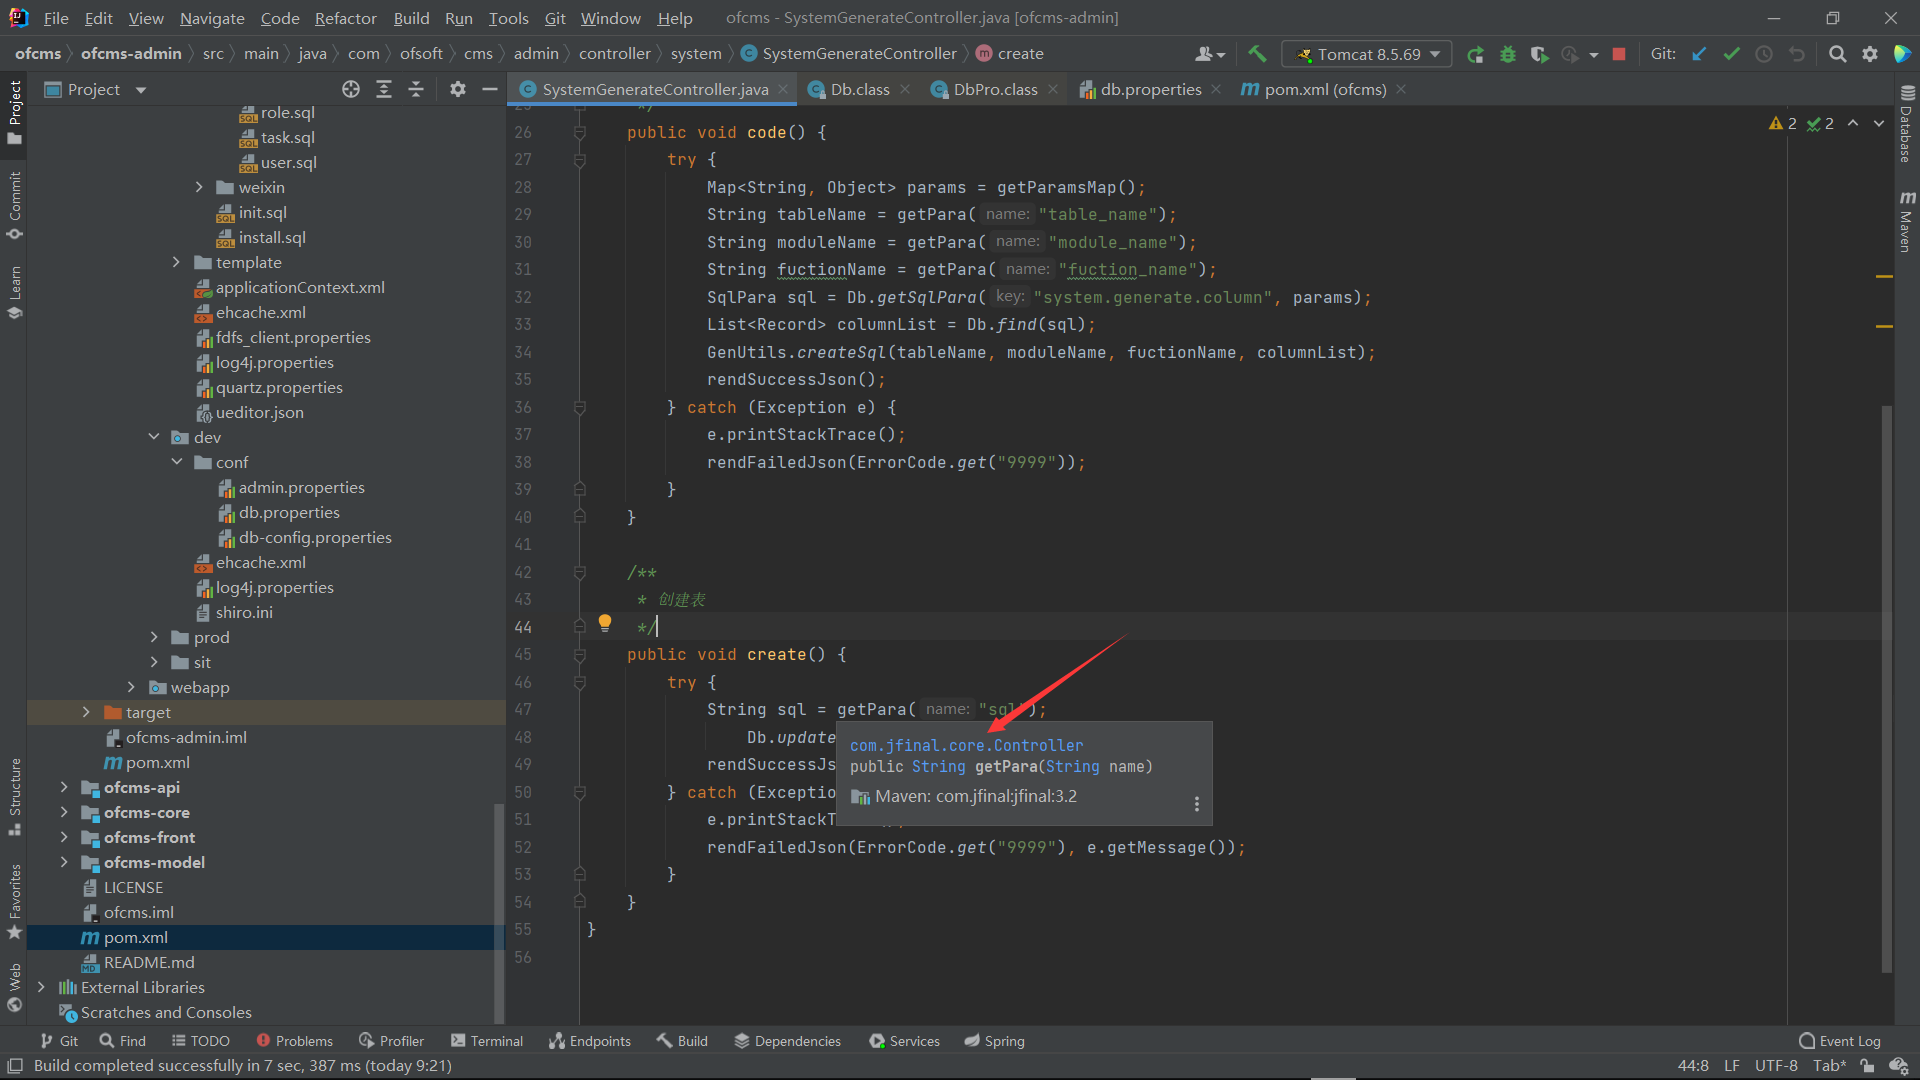 File Edit View Navigate Code Refactor Build Run Tools Git Window Help ofcms - SystemGenerateController.java [ofcms-admin]
ofcms ofcms-admin src main java com ofsoft cms admin controller system SystemGenerateController create Tomcat 8.5.69 Git:
Project
SystemGenerateController.java Db.class DbPro.class db.properties pom.xml (ofcms)
Project
Commit
Learn
Structure
Favorites
Web
role.sql
task.sql
user.sql
weixin
init.sql
install.sql
template
applicationContext.xml
ehcache.xml
fdfs_client.properties
log4j.properties
quartz.properties
ueditor.json
dev
conf
admin.properties
db.properties
db-config.properties
ehcache.xml
log4j.properties
shiro.ini
prod
sit
webapp
target
ofcms-admin.iml
pom.xml
ofcms-api
ofcms-core
ofcms-front
ofcms-model
LICENSE
ofcms.iml
pom.xml
README.md
External Libraries
Scratches and Consoles
2 2
25 */
26 public void code() {
27 try {
28 Map<String, Object> params = getParamsMap();
29 String tableName = getPara( name: "table_name");
30 String moduleName = getPara( name: "module_name");
31 String fuctionName = getPara( name: "fuction_name");
32 SqlPara sql = Db.getSqlPara( key: "system.generate.column", params);
33 List<Record> columnList = Db.find(sql);
34 GenUtils.createSql(tableName, moduleName, fuctionName, columnList);
35 rendSuccessJson();
36 } catch (Exception e) {
37 e.printStackTrace();
38 rendFailedJson(ErrorCode.get("9999"));
39 }
40 }
41
42 /**
43 * 创建表
44 */
45 public void create() {
46 try {
47 String sql = getPara( name: "sql");
48 Db.update
49 rendSuccessJs
50 } catch (Exceptio
51 e.printStackT
52 rendFailedJson(ErrorCode.get("9999"), e.getMessage());
53 }
54 }
55 }
56
com.jfinal.core.Controller
public String getPara(String name)
Maven: com.jfinal:jfinal:3.2
Database
Maven
Git Find TODO Problems Profiler Terminal Endpoints Build Dependencies Services Spring Event Log
Build completed successfully in 7 sec, 387 ms (today 9:21) 44:8 LF UTF-8 Tab*